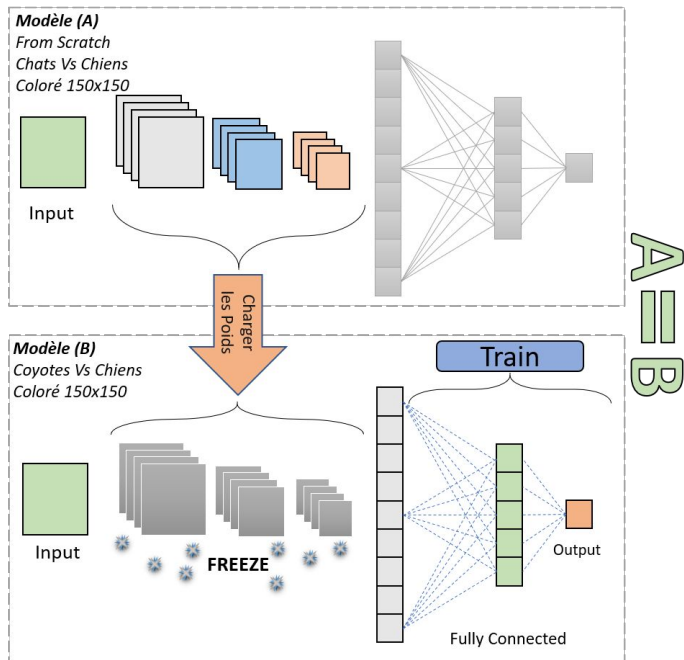 Modèle (A)
From Scratch
Chats Vs Chiens
Coloré 150x150
Input
Charger
les Poids
A=B
Modèle (B)
Coyotes Vs Chiens
Coloré 150x150
Train
Input
FREEZE
Output
Fully Connected